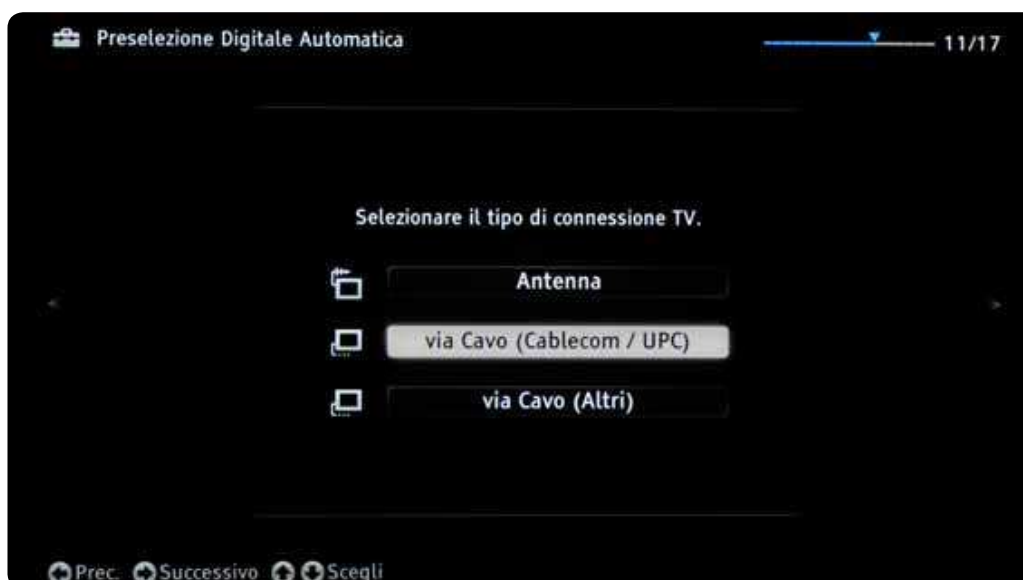 Preselezione Digitale Automatica
11/17
Selezionare il tipo di connessione TV.
Antenna
via Cavo (Cablecom / UPC)
via Cavo (Altri)
Prec. Successivo Scegli